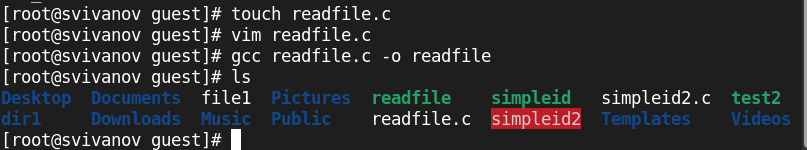 [root@svivanov guest]# touch readfile.c
[root@svivanov guest]# vim readfile.c
[root@svivanov guest]# gcc readfile.c -o readfile
[root@svivanov guest]# ls
Desktop  Documents  file1  Pictures  readfile  simpleid  simpleid2.c  test2
dir1  Downloads  Music  Public  readfile.c  simpleid2  Templates  Videos
[root@svivanov guest]#